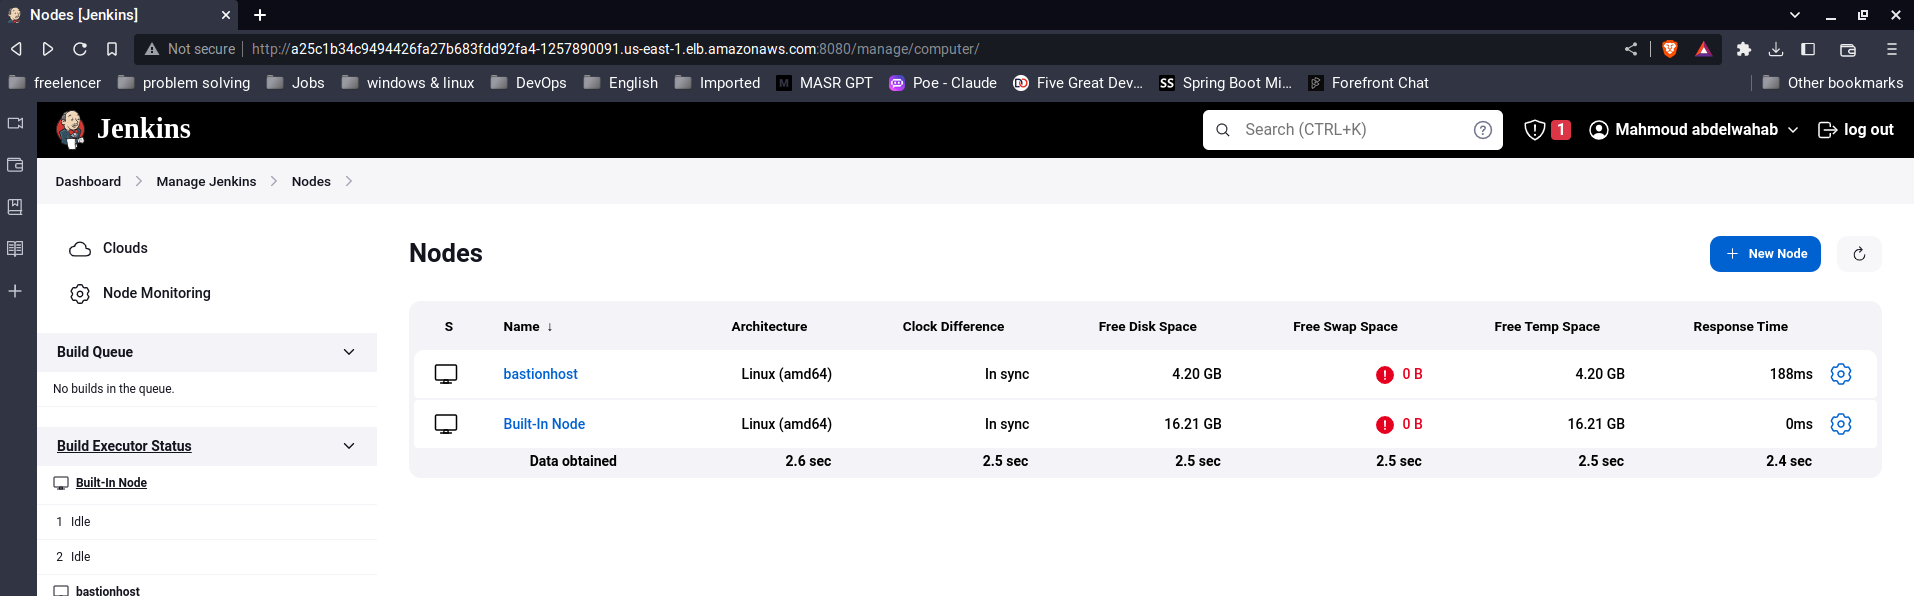 Nodes [Jenkins]
Not secure http://a25c1b34c9494426fa27b683fdd92fa4-1257890091.us-east-1.elb.amazonaws.com:8080/manage/computer/
freelencer problem solving Jobs windows & linux DevOps English Imported M MASR GPT Poe - Claude Five Great Dev... SS Spring Boot Mi... Forefront Chat Other bookmarks
Jenkins Search (CTRL+K) ? 1 Mahmoud abdelwahab log out
Dashboard Manage Jenkins Nodes
Clouds
Node Monitoring
Build Queue
No builds in the queue.
Build Executor Status
Built-In Node
1 Idle
2 Idle
bastionhost
Nodes
+ New Node
S Name ↓ Architecture Clock Difference Free Disk Space Free Swap Space Free Temp Space Response Time
bastionhost Linux (amd64) In sync 4.20 GB ! 0 B 4.20 GB 188ms
Built-In Node Linux (amd64) In sync 16.21 GB ! 0 B 16.21 GB 0ms
Data obtained 2.6 sec 2.5 sec 2.5 sec 2.5 sec 2.5 sec 2.4 sec